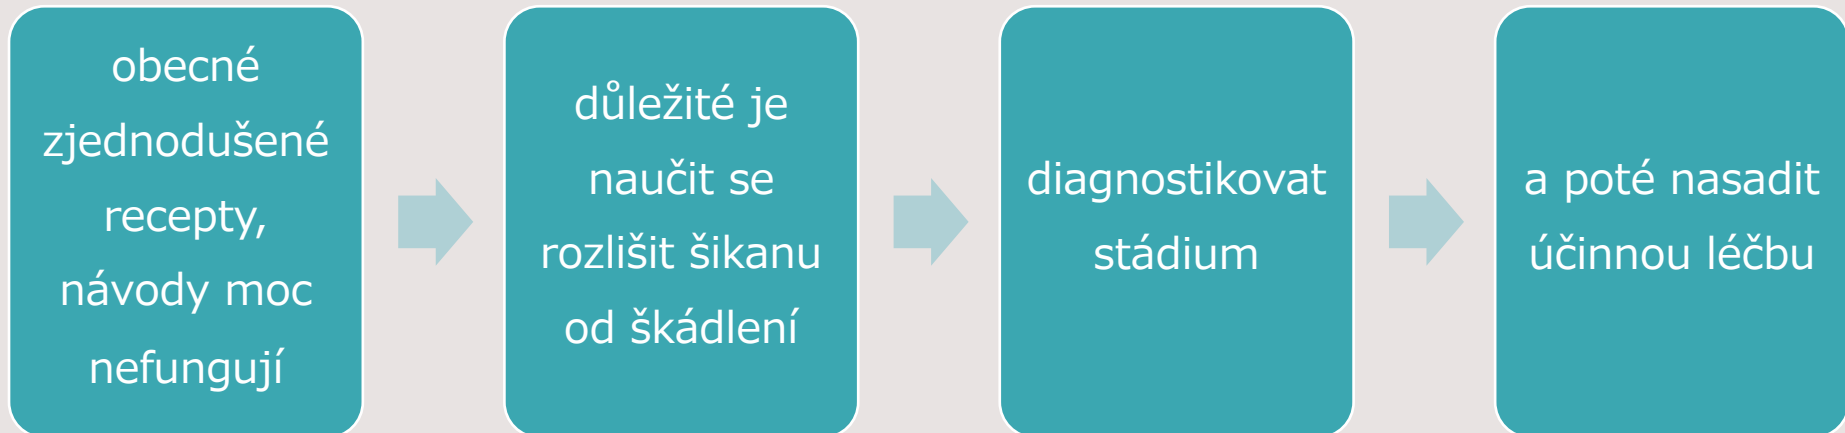 obecné
zjednodušené
recepty,
návody moc
nefungují
důležité je
naučit se
rozlišit šikanu
od škádlení
diagnostikovat
stádium
a poté nasadit
účinnou léčbu